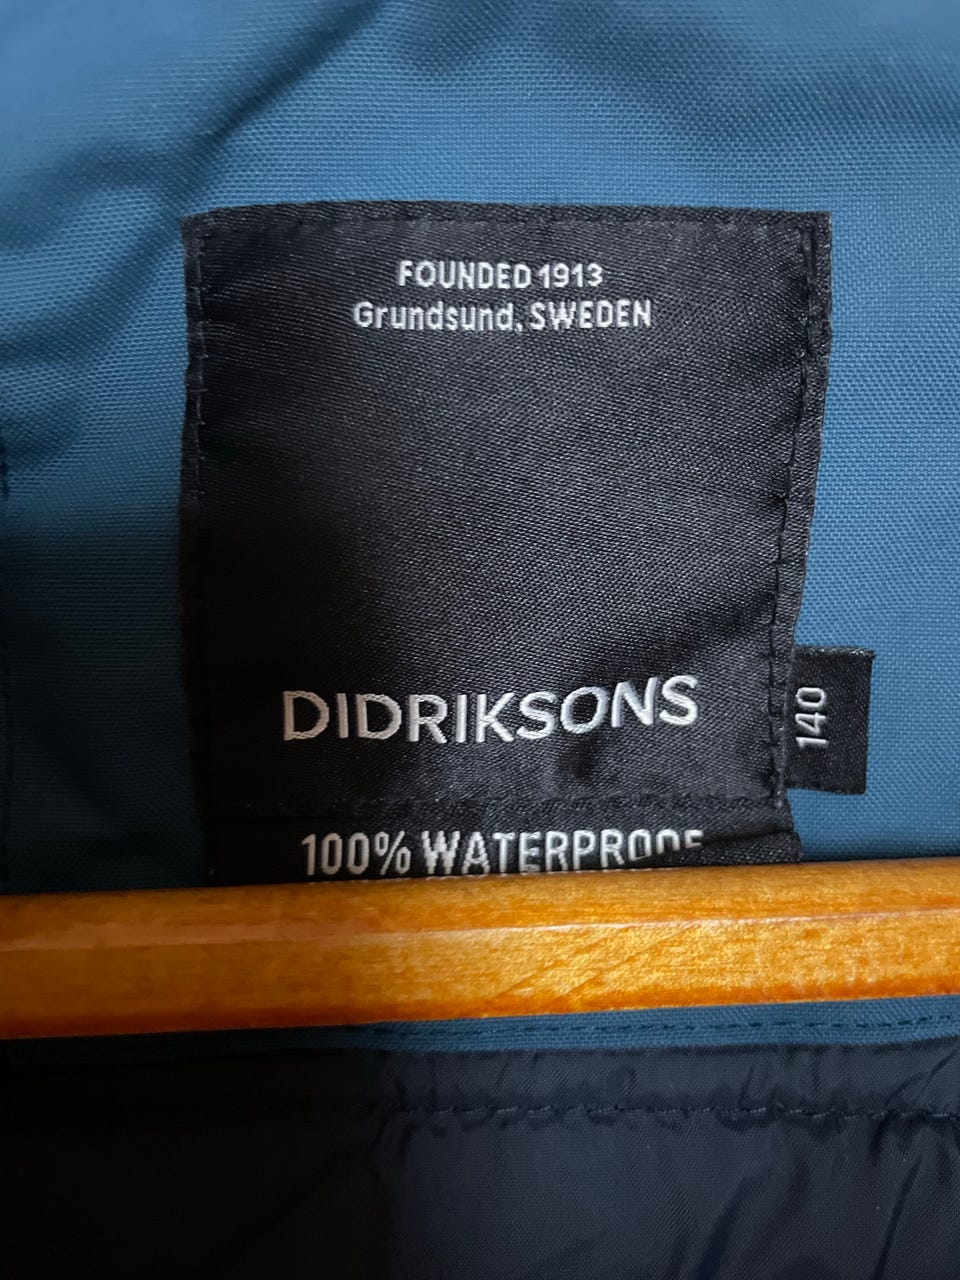 FOUNDED 1913
Grundsund, SWEDEN
DIDRIKSONS
140
100% WATERPROOF